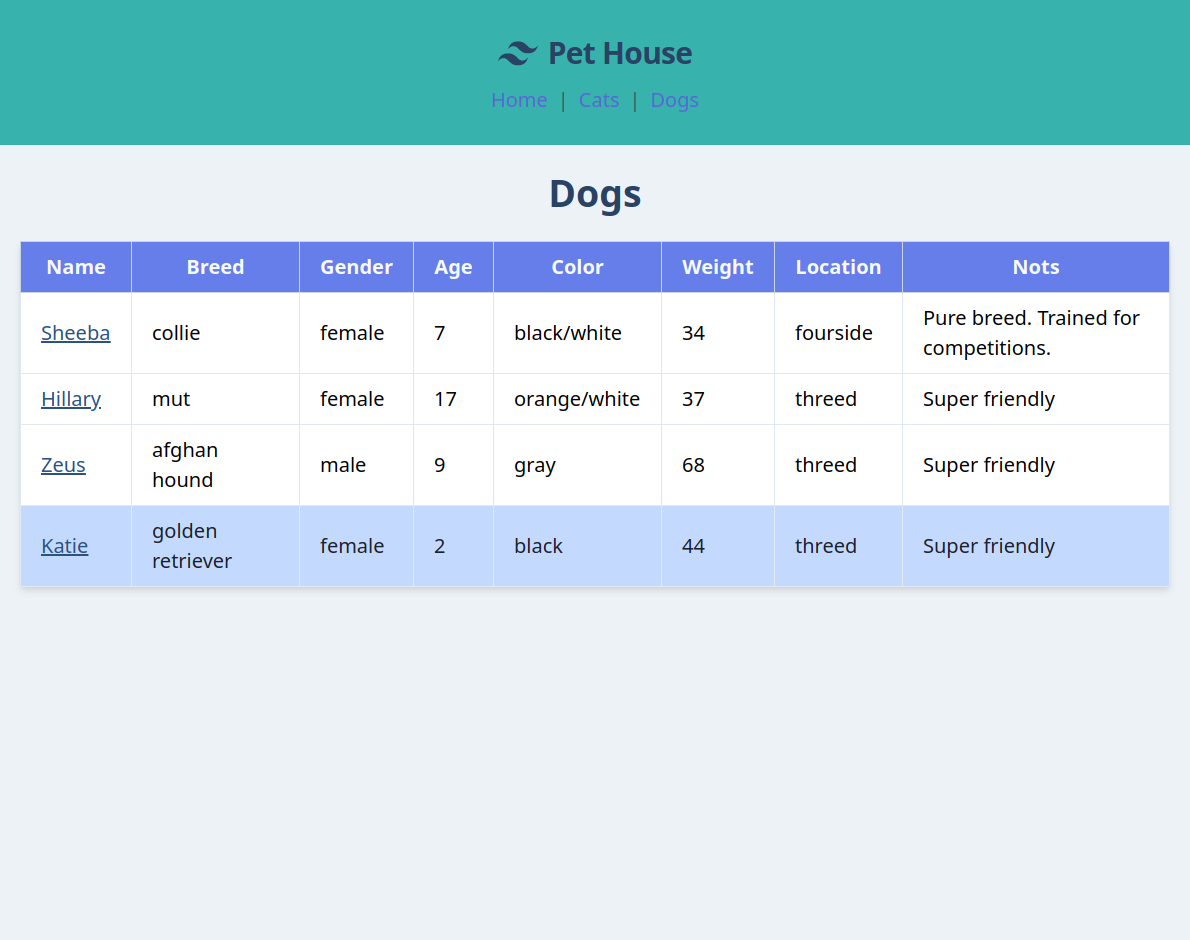 Pet House
Home | Cats | Dogs
Dogs
Name Breed Gender Age Color Weight Location Nots
Sheeba collie female 7 black/white 34 fourside Pure breed. Trained for
competitions.
Hillary mut female 17 orange/white 37 threed Super friendly
Zeus afghan
hound male 9 gray 68 threed Super friendly
Katie golden
retriever female 2 black 44 threed Super friendly